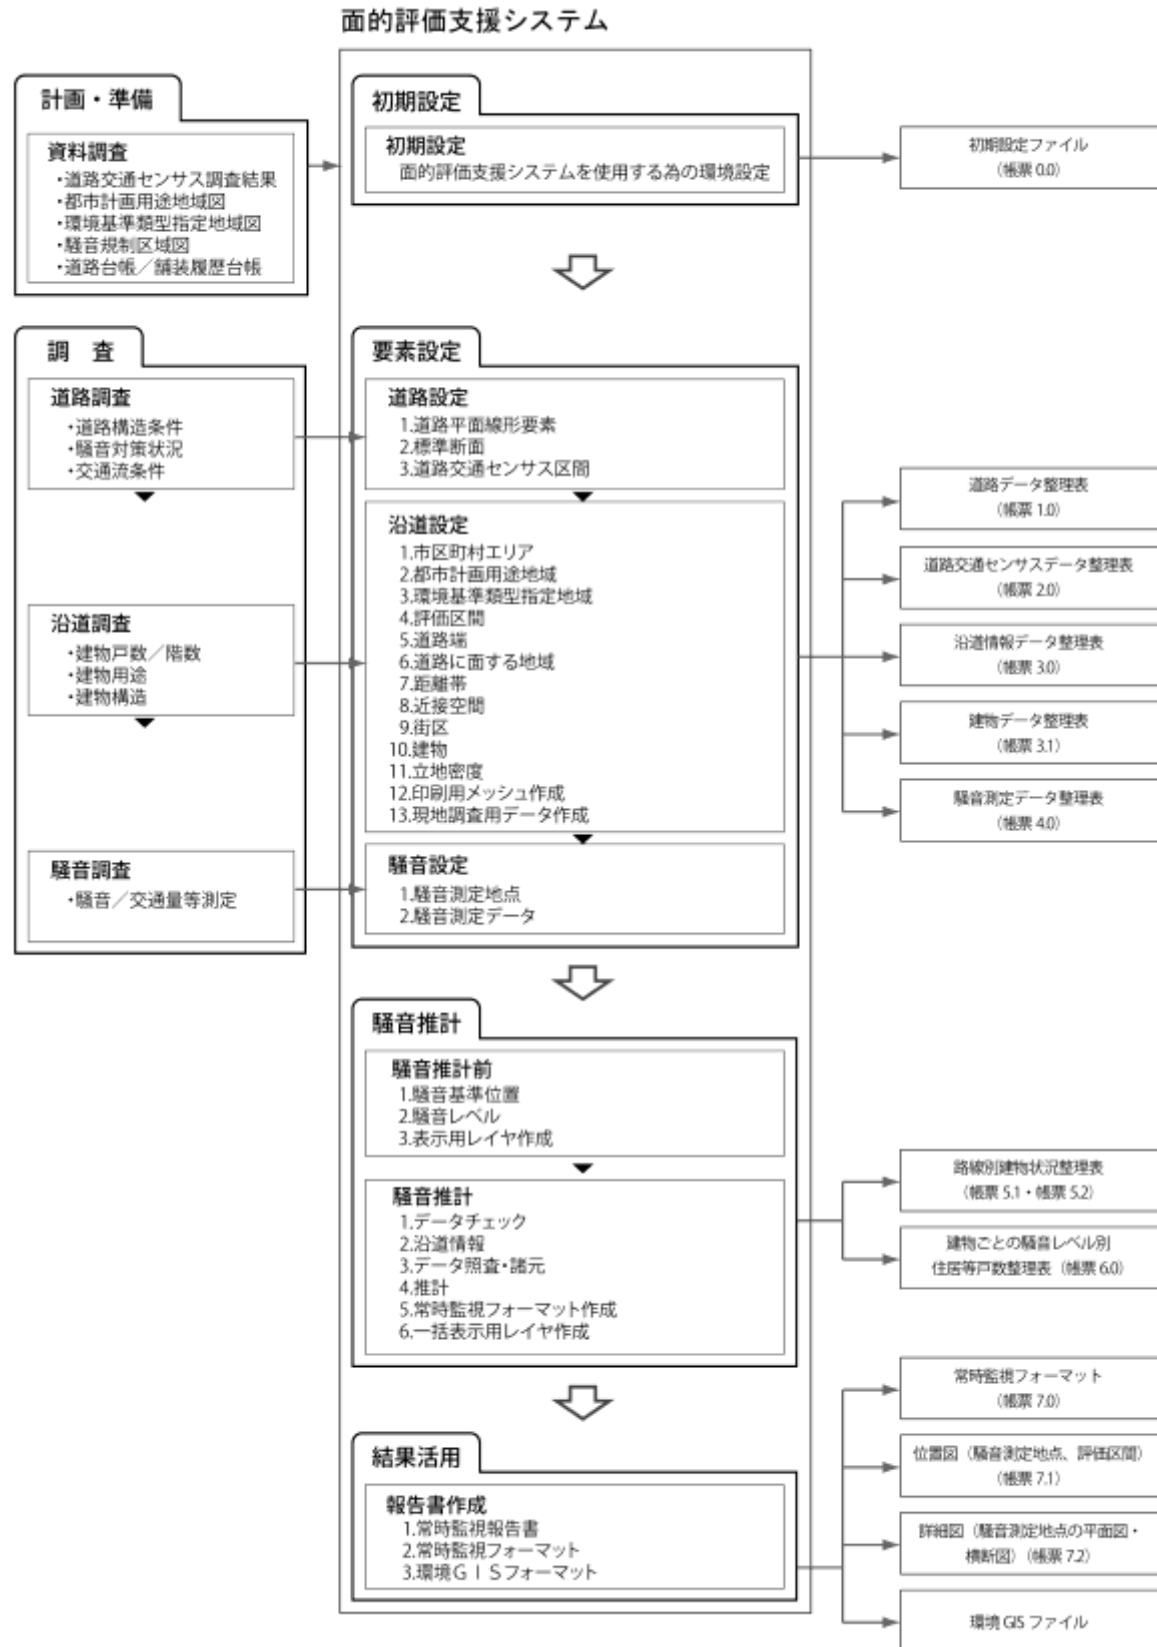 面的評価支援システム
計画・準備
資料調査
・道路交通センサス調査結果
・都市計画用途地域図
・環境基準類型指定地域図
・騒音規制区域図
・道路台帳／舗装履歴台帳
初期設定
初期設定
面的評価支援システムを使用する為の環境設定
初期設定ファイル
（帳票 0.0）
調　査
道路調査
・道路構造条件
・騒音対策状況
・交通流条件
沿道調査
・建物戸数／階数
・建物用途
・建物構造
騒音調査
・騒音／交通量等測定
要素設定
道路設定
1.道路平面線形要素
2.標準断面
3.道路交通センサス区間
沿道設定
1.市区町村エリア
2.都市計画用途地域
3.環境基準類型指定地域
4.評価区間
5.道路端
6.道路に面する地域
7.距離帯
8.近接空間
9.街区
10.建物
11.立地密度
12.印刷用メッシュ作成
13.現地調査用データ作成
騒音設定
1.騒音測定地点
2.騒音測定データ
道路データ整理表
（帳票 1.0）
道路交通センサスデータ整理表
（帳票 2.0）
沿道情報データ整理表
（帳票 3.0）
建物データ整理表
（帳票 3.1）
騒音測定データ整理表
（帳票 4.0）
騒音推計
騒音推計前
1.騒音基準位置
2.騒音レベル
3.表示用レイヤ作成
騒音推計
1.データチェック
2.沿道情報
3.データ照査・諸元
4.推計
5.常時監視フォーマット作成
6.一括表示用レイヤ作成
路線別建物状況整理表
（帳票 5.1・帳票 5.2）
建物ごとの騒音レベル別
住居等戸数整理表（帳票 6.0）
結果活用
報告書作成
1.常時監視報告書
2.常時監視フォーマット
3.環境ＧＩＳフォーマット
常時監視フォーマット
（帳票 7.0）
位置図（騒音測定地点、評価区間）
（帳票 7.1）
詳細図（騒音測定地点の平面図・
横断図）（帳票 7.2）
環境 GIS ファイル